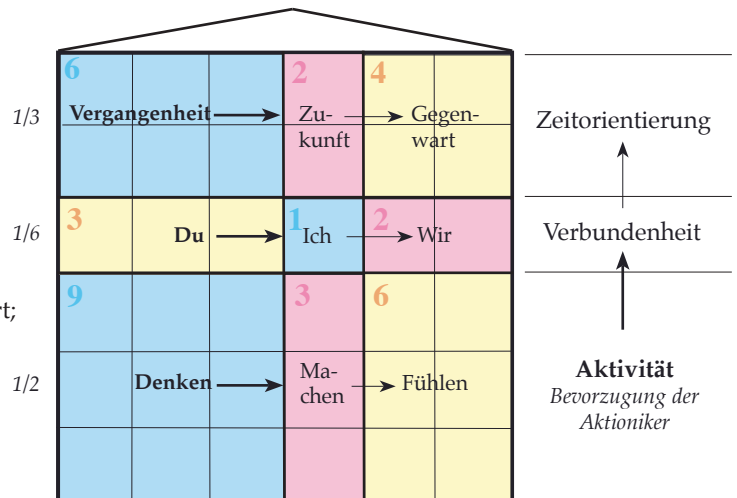 6 2 4
1/3 Vergangenheit Zu- Gegen- Zeitorientierung
kunft wart
3 1 2
1/6 Du Ich Wir Verbundenheit
9 3 6
rt;
1/2 Denken Ma- Fühlen Aktivität
chen Bevorzugung der
Aktioniker